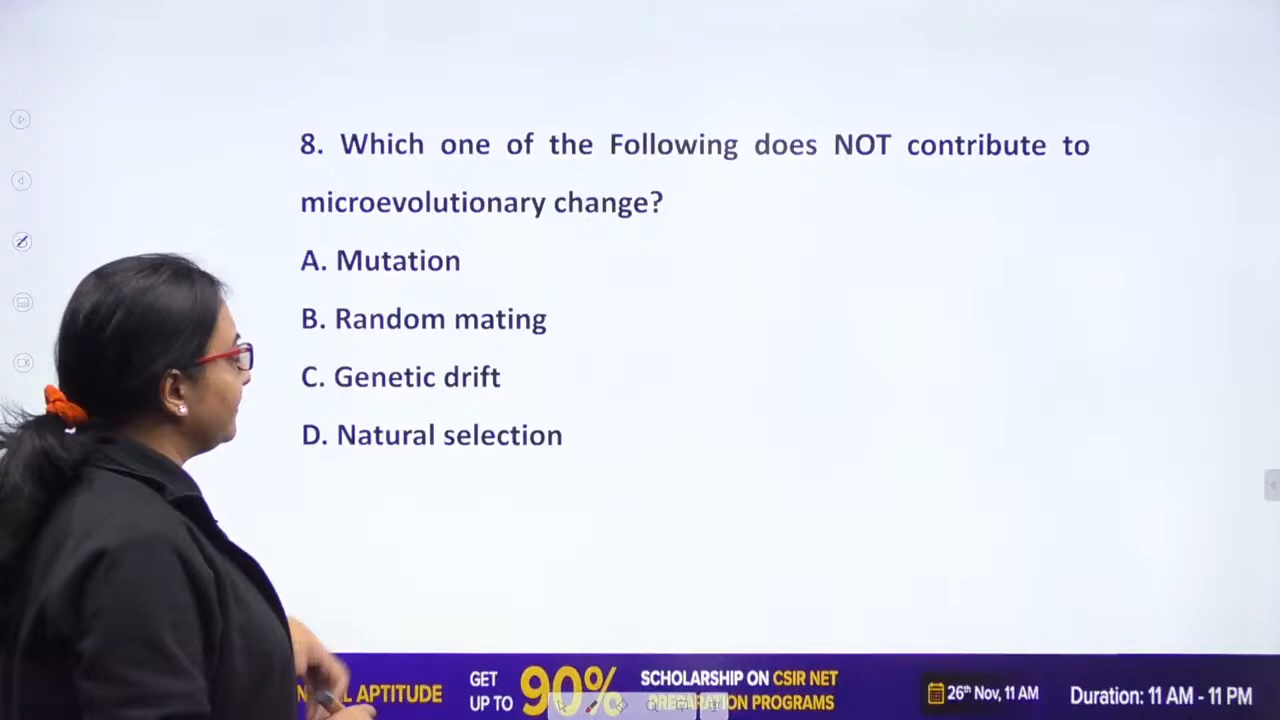 8. Which one of the Following does NOT contribute to
microevolutionary change?
A. Mutation
B. Random mating
C. Genetic drift
D. Natural selection
APTITUDE
GET
UP TO
90%
SCHOLARSHIP ON CSIR NET
PREPARATION PROGRAMS
26th Nov, 11 AM
Duration: 11 AM - 11 PM